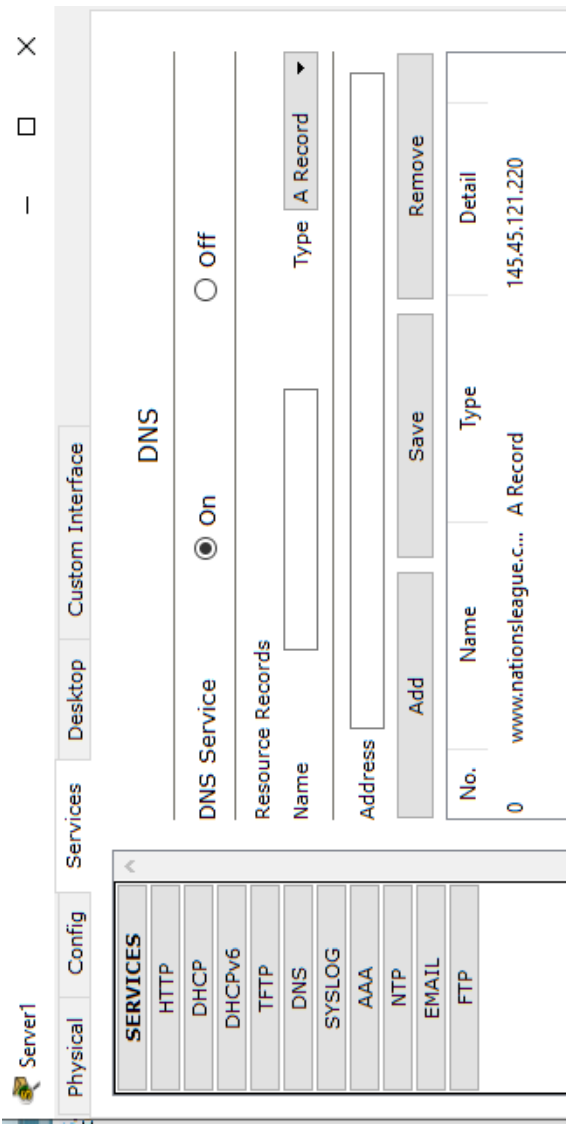 Server1
Physical Config Services Desktop Custom Interface
SERVICES
HTTP
DHCP
DHCPv6
TFTP
DNS
SYSLOG
AAA
NTP
EMAIL
FTP
DNS
DNS Service On Off
Resource Records
Name Type A Record
Address
Add Save Remove
No. Name Type Detail
0 www.nationsleague.c... A Record 145.45.121.220